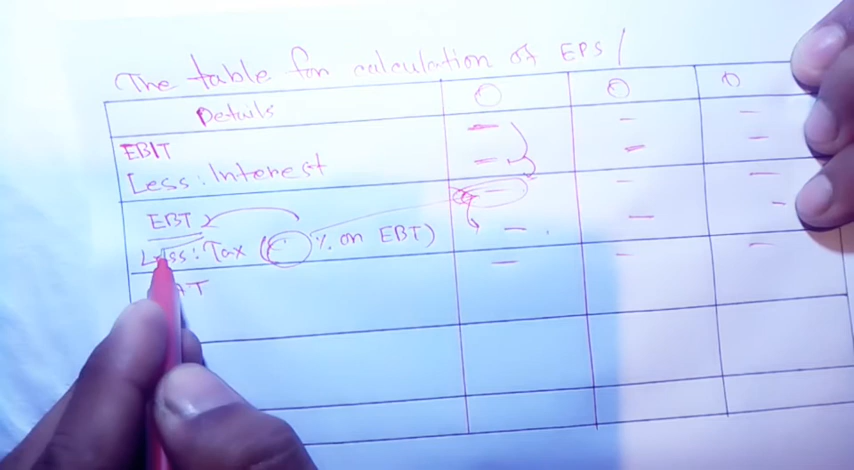 The table for calculation of EPS/
Details
EBIT
Less: Interest
EBT
Less: Tax ( % on EBT)